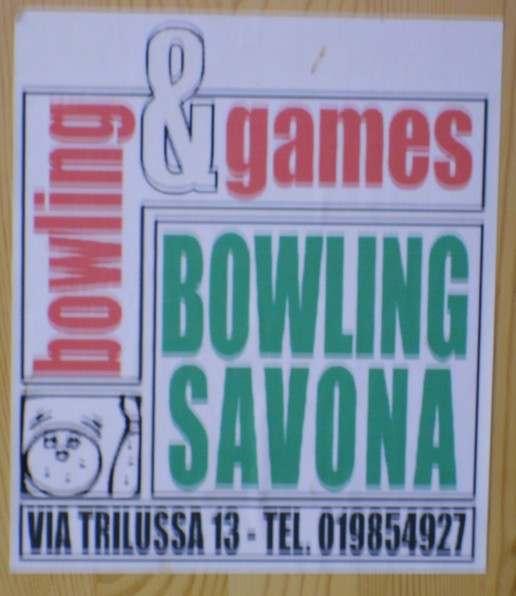 bowling
& games
BOWLING
SAVONA
VIA TRILUSSA 13 - TEL. 019854927